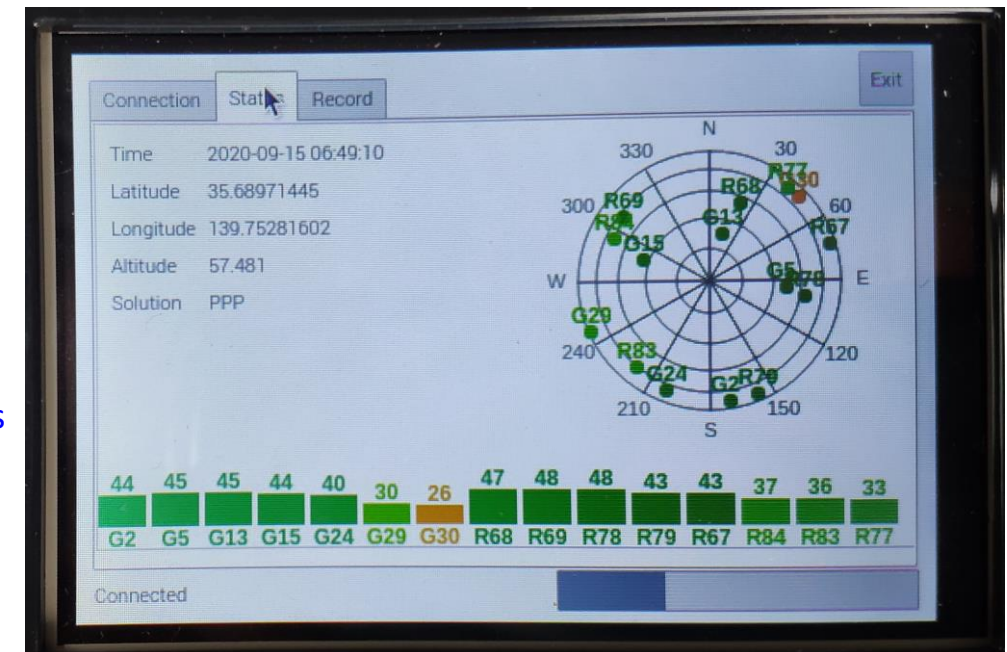 Exit
Connection Status Record
Time 2020-09-15 06:49:10
Latitude 35.68971445
Longitude 139.75281602
Altitude 57.481
Solution PPP
N
330 30
R77 G30
R68
300 R69 60
R84 G13 R67
G15
W G5 R78 E
G29
240 R83 120
G24 G2 R79
210 150
S
s
44 45 45 44 40 30 26 47 48 48 43 43 37 36 33
G2 G5 G13 G15 G24 G29 G30 R68 R69 R78 R79 R67 R84 R83 R77
Connected